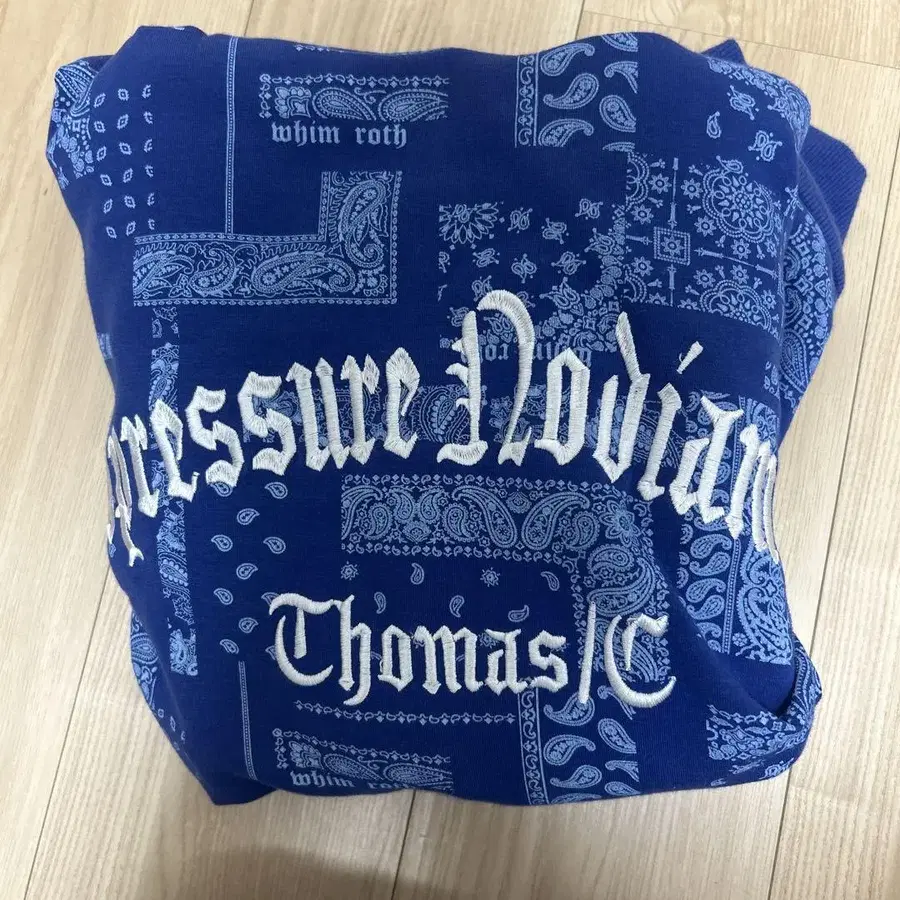 whim roth
pressure Nodiam
Thomas/C
whim roth